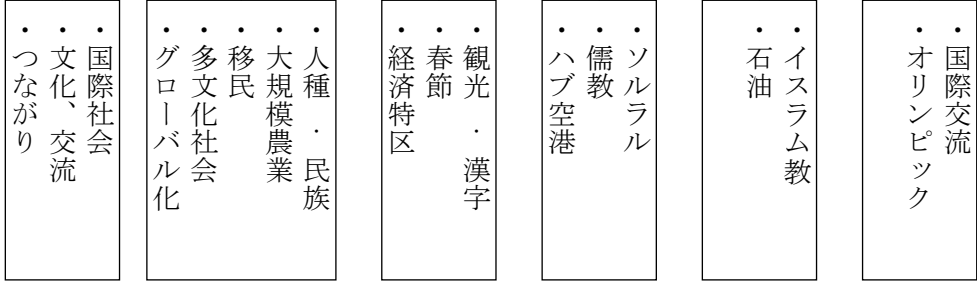 ・国際交流
・オリンピック
・イスラム教
・石油
・ソルラル
・儒教
・ハブ空港
・観光・漢字
・春節
・経済特区
・人種・民族
・大規模農業
・移民
・多文化社会
・グローバル化
・国際社会
・文化、交流
・つながり